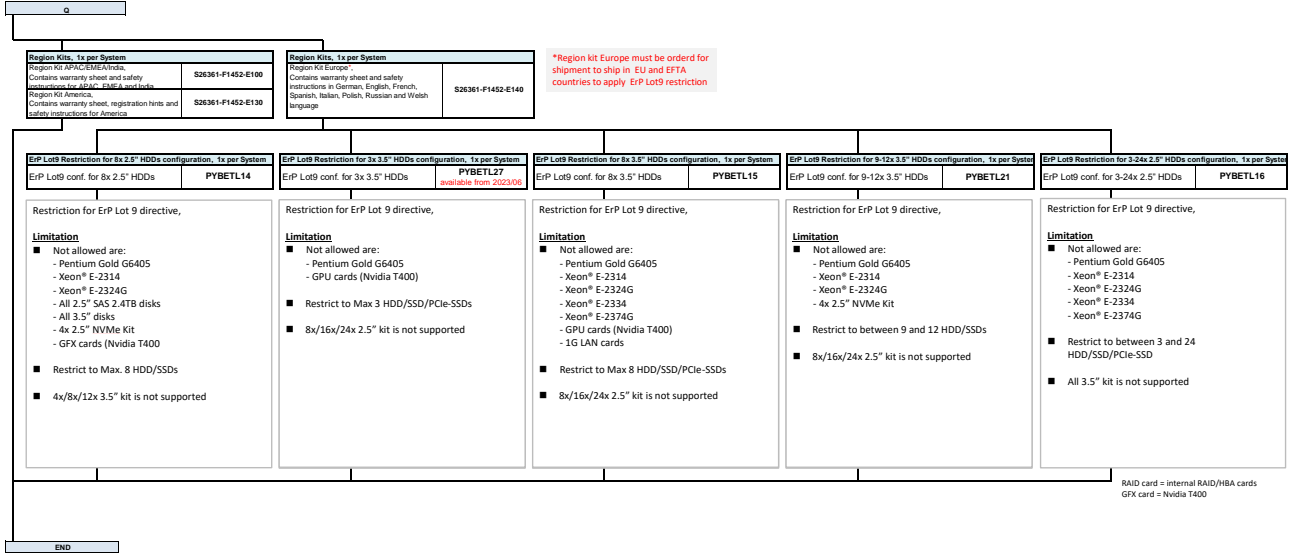 Q
Region Kits, 1x per System
Region Kit APAC/EMEA/India,
Contains warranty sheet and safety
instructions for APAC, EMEA and India
S26361-F1452-E100
Region Kit America,
Contains warranty sheet, registration hints and
safety instructions for America
S26361-F1452-E130
Region Kits, 1x per System
Region Kit Europe*,
Contains warranty sheet and safety
instructions in German, English, French,
Spanish, Italian, Polish, Russian and Welsh
language
S26361-F1452-E140
*Region kit Europe must be orderd for
shipment to ship in EU and EFTA
countries to apply ErP Lot9 restriction
ErP Lot9 Restriction for 8x 2.5" HDDs configuration, 1x per System
ErP Lot9 conf. for 8x 2.5" HDDs
PYBETL14
Restriction for ErP Lot 9 directive,
Limitation
■ Not allowed are:
- Pentium Gold G6405
- Xeon® E-2314
- Xeon® E-2324G
- All 2.5" SAS 2.4TB disks
- All 3.5" disks
- 4x 2.5" NVMe Kit
- GFX cards (Nvidia T400
■ Restrict to Max. 8 HDD/SSDs
■ 4x/8x/12x 3.5" kit is not supported
ErP Lot9 Restriction for 3x 3.5" HDDs configuration, 1x per System
ErP Lot9 conf. for 3x 3.5" HDDs
PYBETL27
available from 2023/06
Restriction for ErP Lot 9 directive,
Limitation
■ Not allowed are:
- Pentium Gold G6405
- GPU cards (Nvidia T400)
■ Restrict to Max 3 HDD/SSD/PCIe-SSDs
■ 8x/16x/24x 2.5" kit is not supported
ErP Lot9 Restriction for 8x 3.5" HDDs configuration, 1x per System
ErP Lot9 conf. for 8x 3.5" HDDs
PYBETL15
Restriction for ErP Lot 9 directive,
Limitation
■ Not allowed are:
- Pentium Gold G6405
- Xeon® E-2314
- Xeon® E-2324G
- Xeon® E-2334
- Xeon® E-2374G
- GPU cards (Nvidia T400)
- 1G LAN cards
■ Restrict to Max 8 HDD/SSD/PCIe-SSDs
■ 8x/16x/24x 2.5" kit is not supported
ErP Lot9 Restriction for 9-12x 3.5" HDDs configuration, 1x per System
ErP Lot9 conf. for 9-12x 3.5" HDDs
PYBETL21
Restriction for ErP Lot 9 directive,
Limitation
■ Not allowed are:
- Pentium Gold G6405
- Xeon® E-2314
- Xeon® E-2324G
- 4x 2.5" NVMe Kit
■ Restrict to between 9 and 12 HDD/SSDs
■ 8x/16x/24x 2.5" kit is not supported
ErP Lot9 Restriction for 3-24x 2.5" HDDs configuration, 1x per System
ErP Lot9 conf. for 3-24x 2.5" HDDs
PYBETL16
Restriction for ErP Lot 9 directive,
Limitation
■ Not allowed are:
- Pentium Gold G6405
- Xeon® E-2314
- Xeon® E-2324G
- Xeon® E-2334
- Xeon® E-2374G
■ Restrict to between 3 and 24
HDD/SSD/PCIe-SSD
■ All 3.5" kit is not supported
RAID card = internal RAID/HBA cards
GFX card = Nvidia T400
END